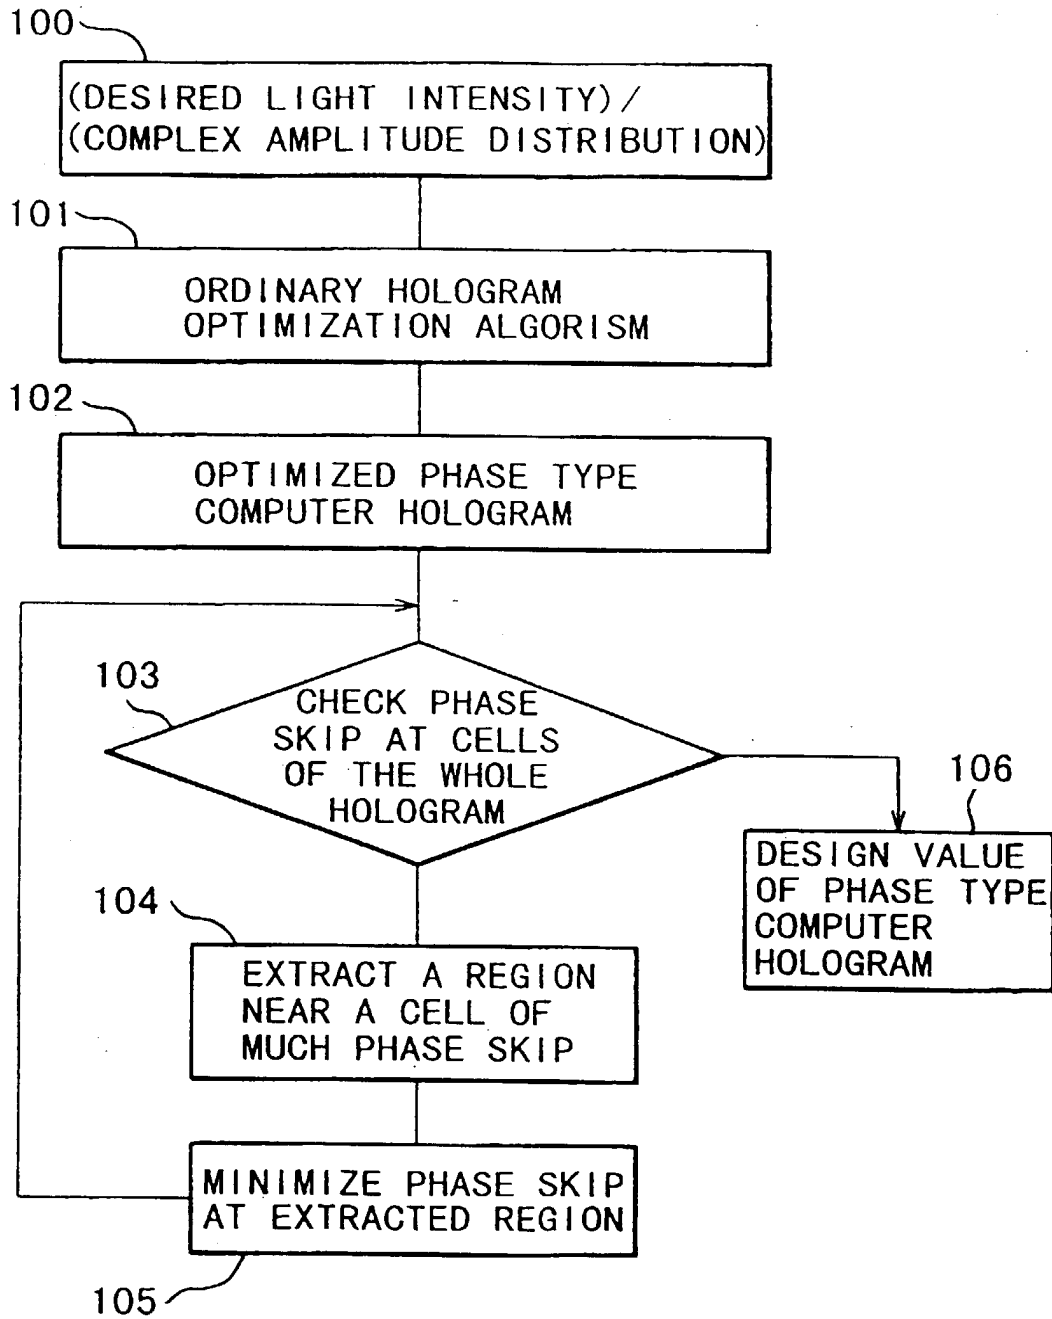 100
(DESIRED LIGHT INTENSITY)/
(COMPLEX AMPLITUDE DISTRIBUTION)
101
ORDINARY HOLOGRAM
OPTIMIZATION ALGORISM
102
OPTIMIZED PHASE TYPE
COMPUTER HOLOGRAM
103
CHECK PHASE
SKIP AT CELLS
OF THE WHOLE
HOLOGRAM
106
DESIGN VALUE
OF PHASE TYPE
COMPUTER
HOLOGRAM
104
EXTRACT A REGION
NEAR A CELL OF
MUCH PHASE SKIP
MINIMIZE PHASE SKIP
AT EXTRACTED REGION
105